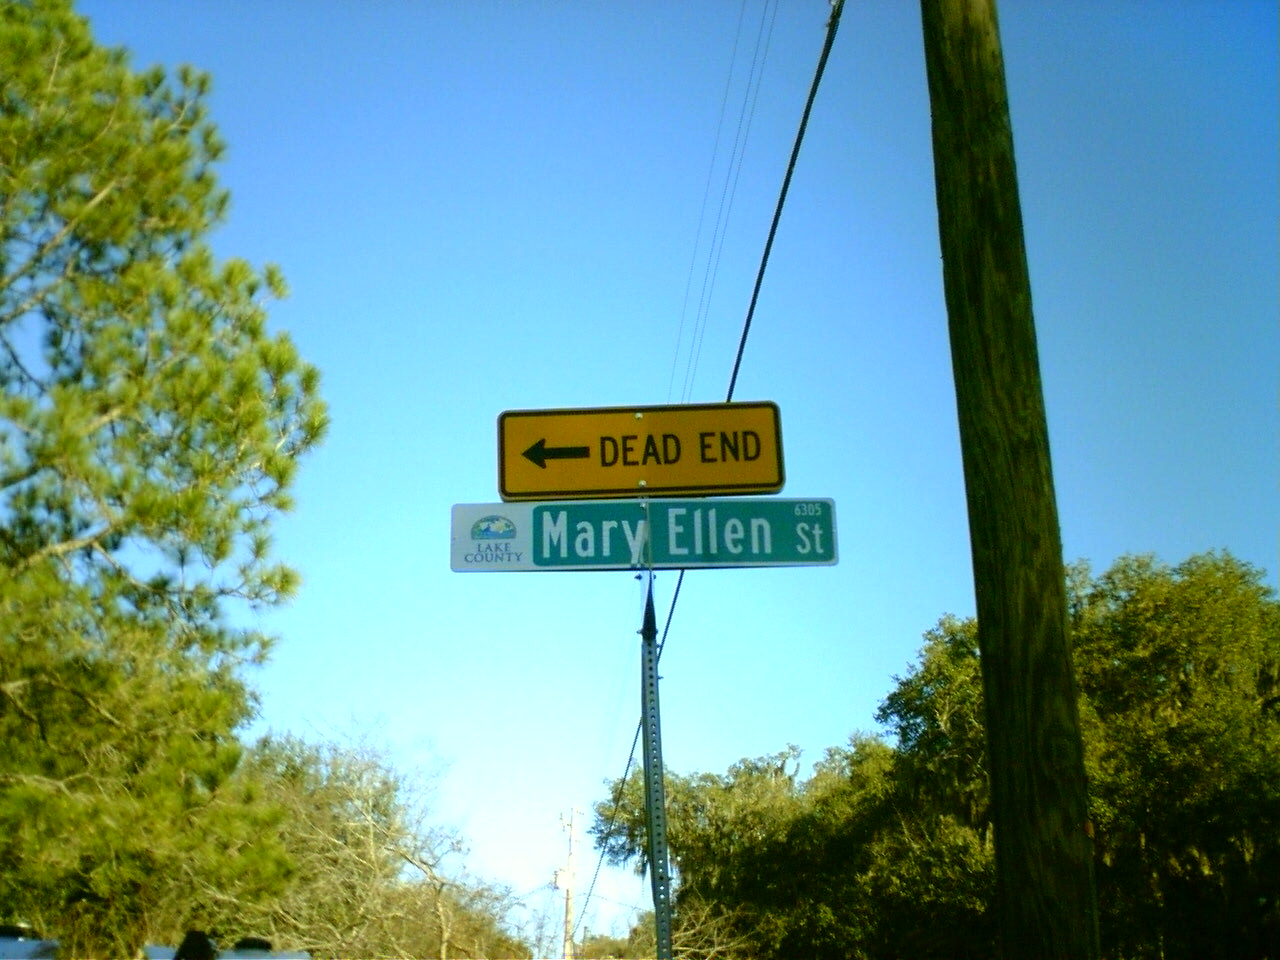 DEAD END
LAKE
COUNTY
Mary Ellen St
6305